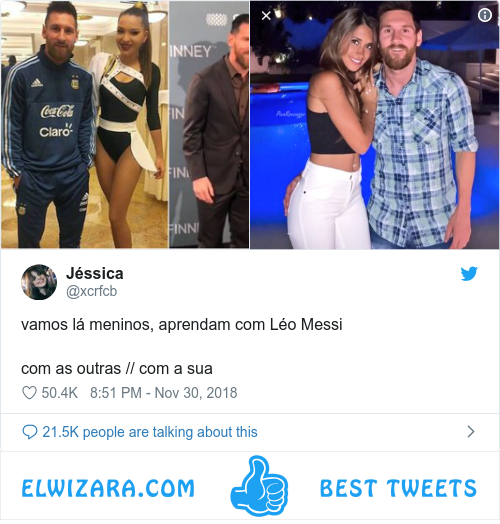 Coca-Cola
Claro
INNEY
FIN
FINN
FINN
Jéssica
@xcrfcb
vamos lá meninos, aprendam com Léo Messi
com as outras // com a sua
50.4K 8:51 PM - Nov 30, 2018
21.5K people are talking about this
ELWIZARA.COM BEST TWEETS